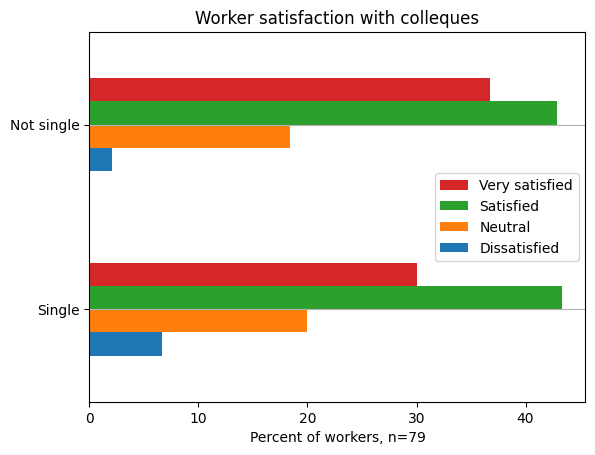 Worker satisfaction with colleques
Not single
Very satisfied
Satisfied
Neutral
Dissatisfied
Single
0 10 20 30 40
Percent of workers, n=79